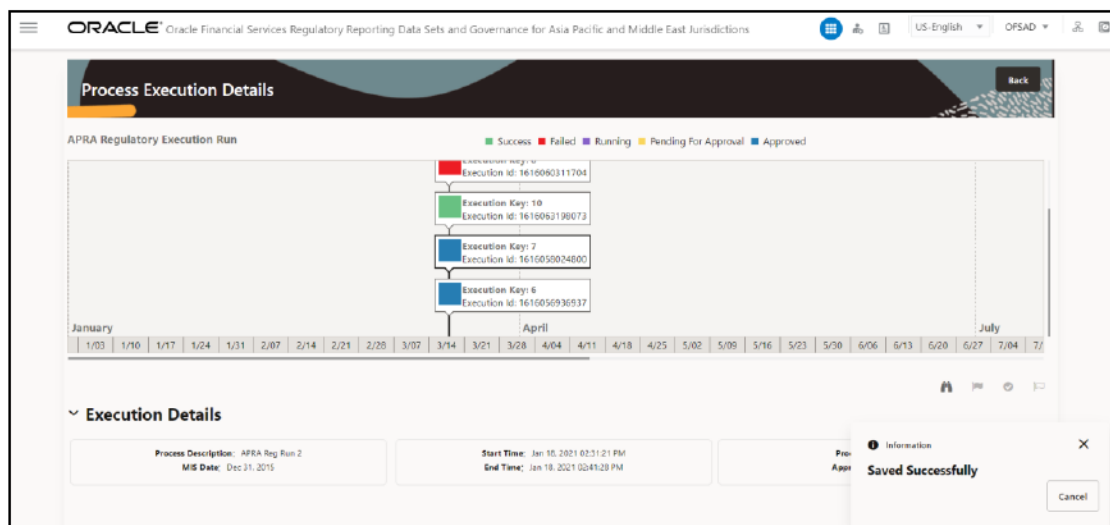 ORACLE Oracle Financial Services Regulatory Reporting Data Sets and Governance for Asia Pacific and Middle East Jurisdictions US-English OFSAD
Process Execution Details
Back
APRA Regulatory Execution Run
Success Failed Running Pending For Approval Approved
Execution Id: 1616060311704
Execution Key: 10
Execution Id: 1616063198073
Execution Key: 7
Execution Id: 1616058024800
Execution Key: 6
Execution Id: 1616056936937
January April July
1/03 1/10 1/17 1/24 1/31 2/07 2/14 2/21 2/28 3/07 3/14 3/21 3/28 4/04 4/11 4/18 4/25 5/02 5/09 5/16 5/23 5/30 6/06 6/13 6/20 6/27 7/04 7/
Execution Details
Process Description: APRA Reg Run 2
MIS Date: Dec 31, 2015
Start Time: Jan 18, 2021 02:31:21 PM
End Time: Jan 18, 2021 02:41:28 PM
Information
Saved Successfully
Cancel